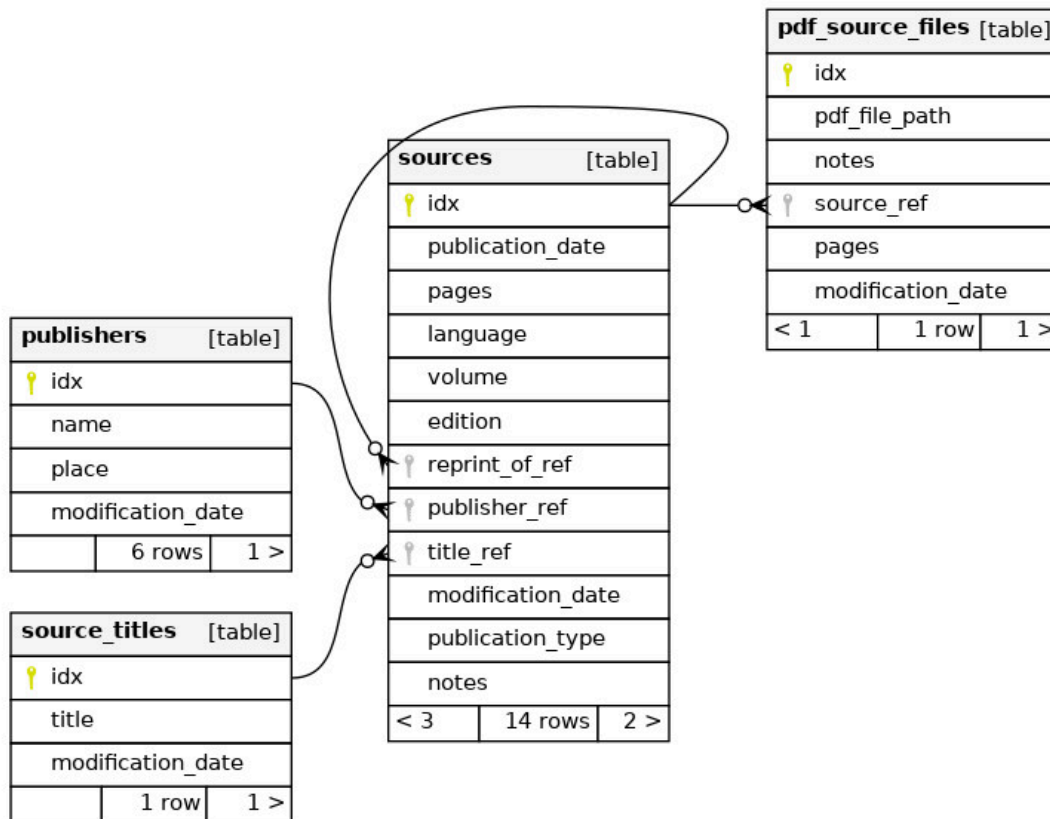 pdf_source_files [table]
idx
pdf_file_path
notes
source_ref
pages
modification_date
< 1 1 row 1 >
sources [table]
idx
publication_date
pages
language
volume
edition
reprint_of_ref
publisher_ref
title_ref
modification_date
publication_type
notes
< 3 14 rows 2 >
publishers [table]
idx
name
place
modification_date
6 rows 1 >
source_titles [table]
idx
title
modification_date
1 row 1 >